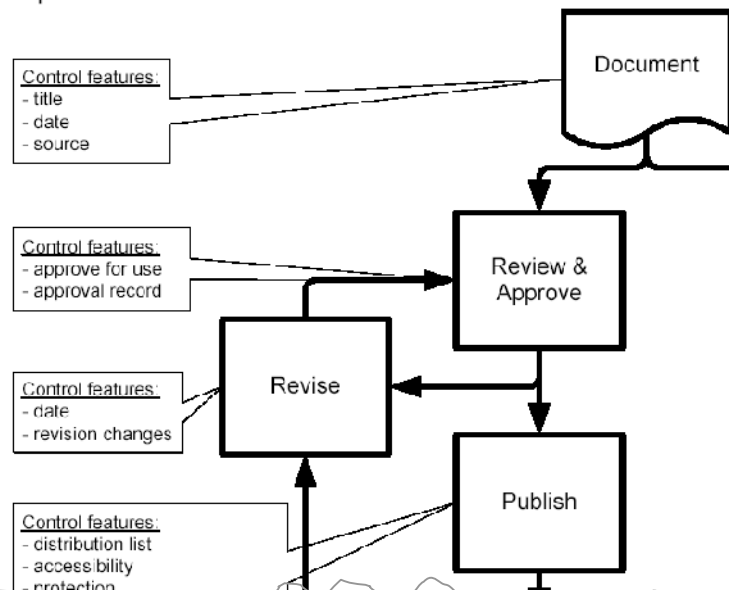 Document
Control features:
- title
- date
- source
Control features:
- approve for use
- approval record
Review &
Approve
Revise
Control features:
- date
- revision changes
Publish
Control features:
- distribution list
- accessibility
- protection